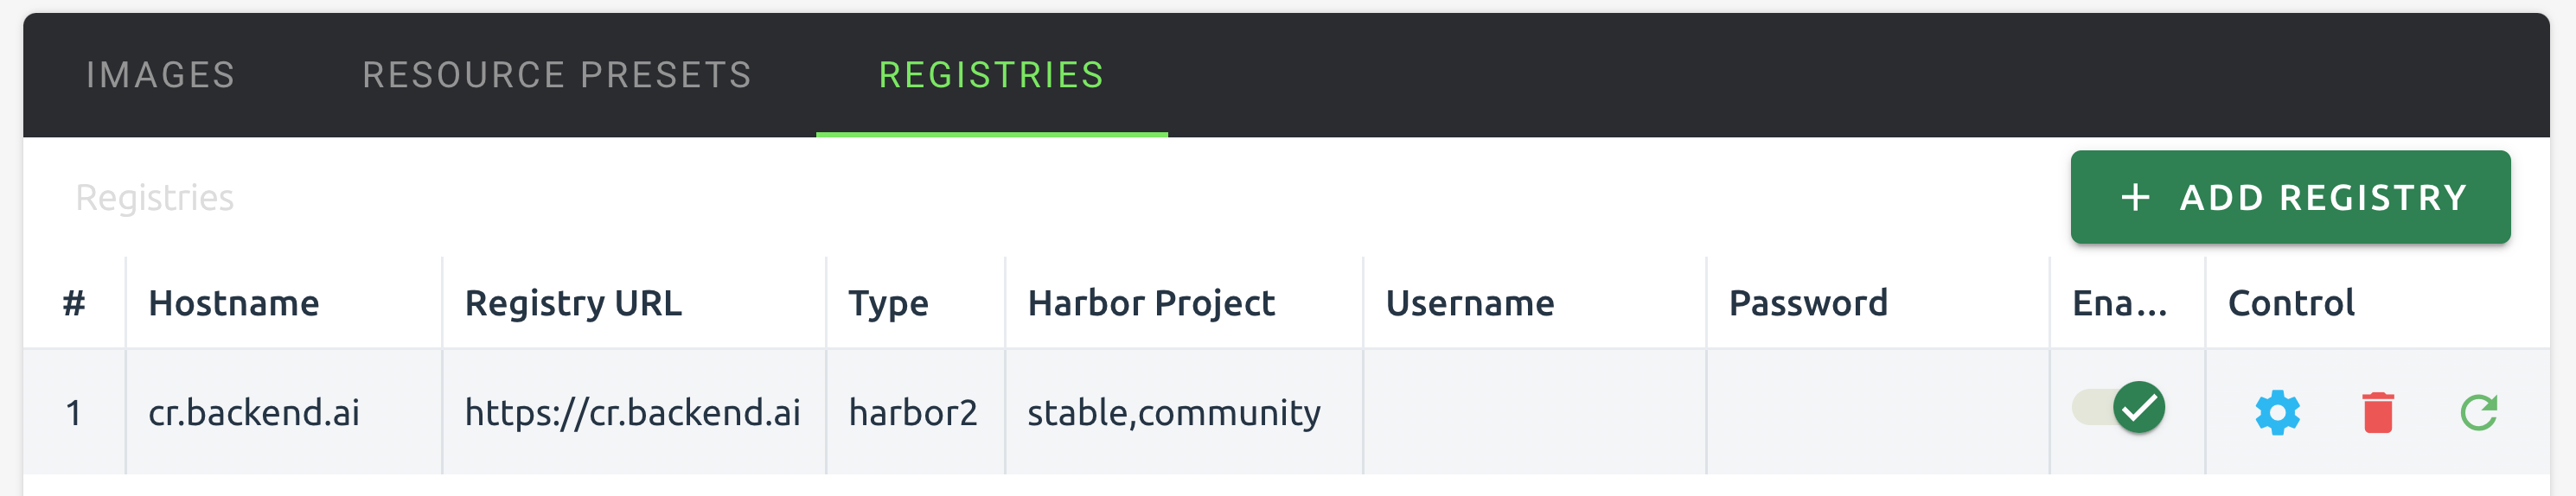 IMAGES RESOURCE PRESETS REGISTRIES
Registries + ADD REGISTRY
# Hostname Registry URL Type Harbor Project Username Password Ena... Control
1 cr.backend.ai https://cr.backend.ai harbor2 stable,community